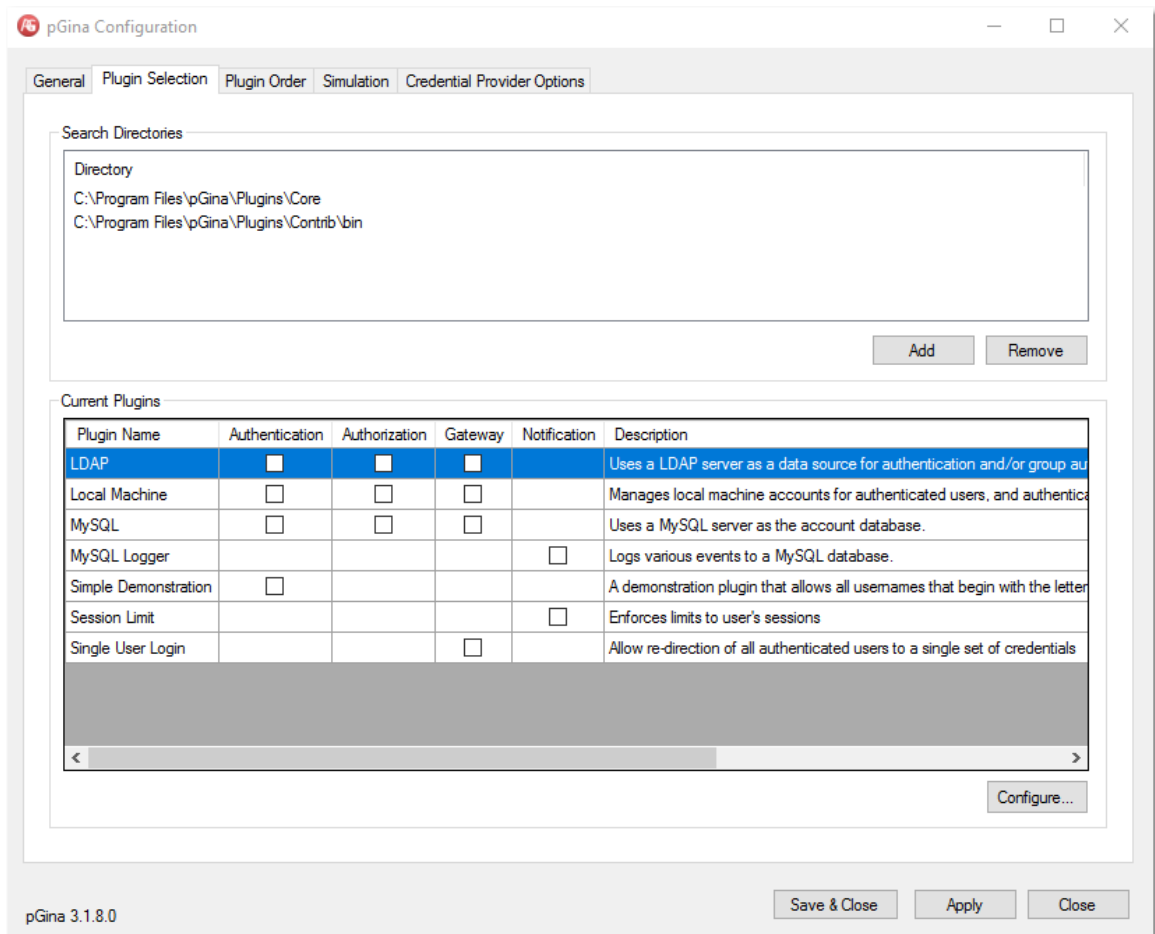 pGina Configuration
General Plugin Selection Plugin Order Simulation Credential Provider Options
Search Directories
Directory
C:\Program Files\pGina\Plugins\Core
C:\Program Files\pGina\Plugins\Contrib\bin
Add Remove
Current Plugins
Plugin Name Authentication Authorization Gateway Notification Description
LDAP Uses a LDAP server as a data source for authentication and/or group au
Local Machine Manages local machine accounts for authenticated users, and authentica
MySQL Uses a MySQL server as the account database.
MySQL Logger Logs various events to a MySQL database.
Simple Demonstration A demonstration plugin that allows all usernames that begin with the letter
Session Limit Enforces limits to user's sessions
Single User Login Allow re-direction of all authenticated users to a single set of credentials
Configure...
pGina 3.1.8.0 Save & Close Apply Close